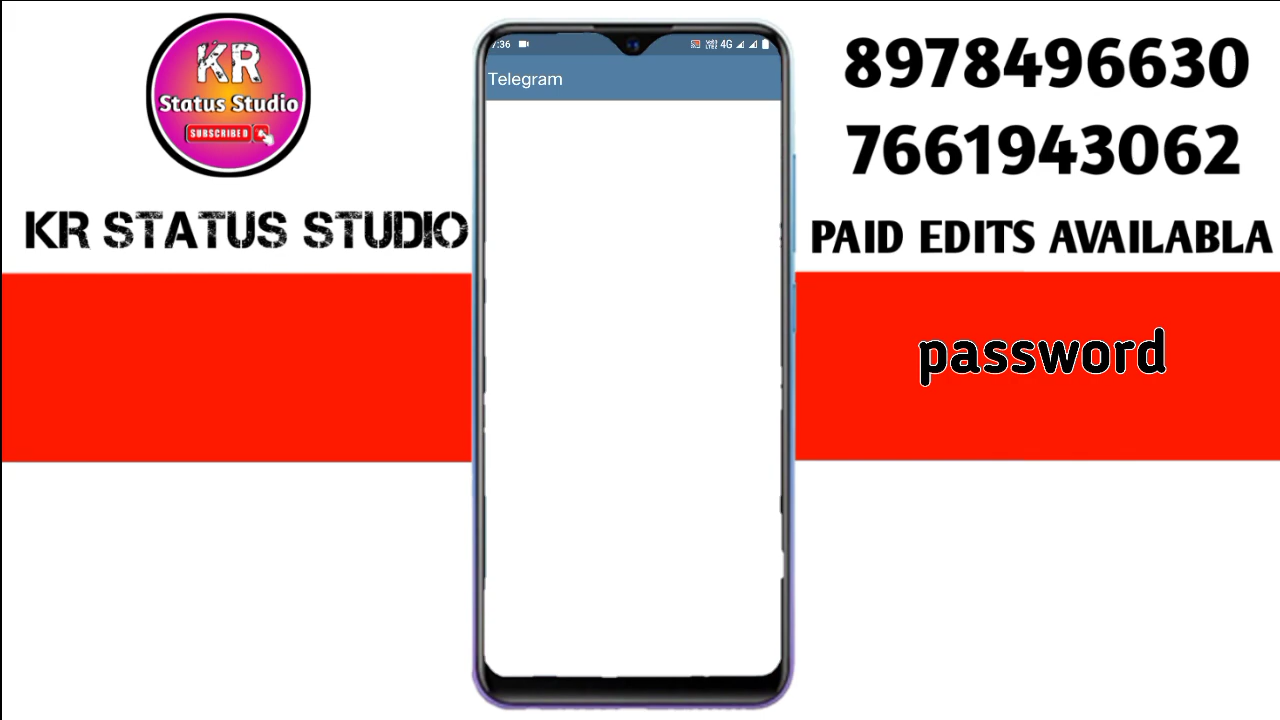 KR
Status Studio
SUBSCRIBED
KR STATUS STUDIO
7:36
4G
Telegram
8978496630
7661943062
PAID EDITS AVAILABLA
password